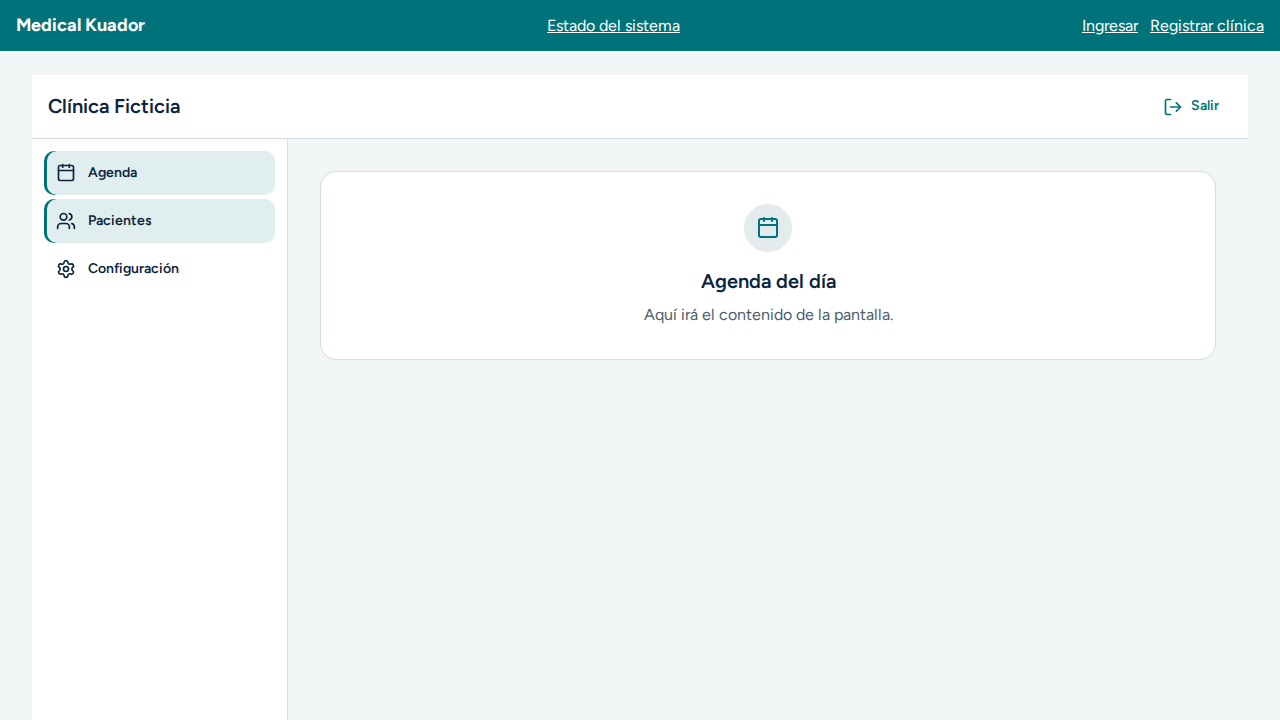 Medical Kuador
Estado del sistema
Ingresar
Registrar clínica
Clínica Ficticia
Salir
Agenda
Pacientes
Configuración
Agenda del día
Aquí irá el contenido de la pantalla.